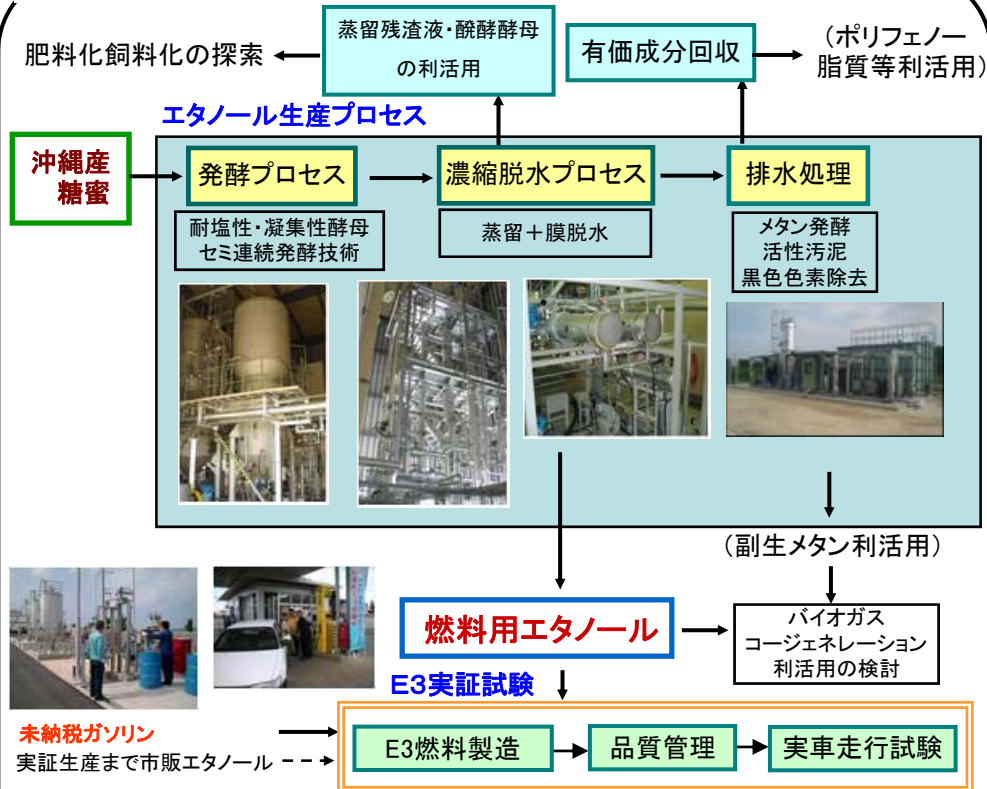 蒸留残渣液・醗酵酵母
の利活用
肥料化飼料化の探索
有価成分回収
(ポリフェノー
脂質等利活用)
エタノール生産プロセス
沖縄産
糖蜜
発酵プロセス
濃縮脱水プロセス
排水処理
耐塩性・凝集性酵母
セミ連続発酵技術
蒸留＋膜脱水
メタン発酵
活性汚泥
黒色色素除去
(副生メタン利活用)
燃料用エタノール
バイオガス
コージェネレーション
利活用の検討
E3実証試験
未納税ガソリン
実証生産まで市販エタノール
E3燃料製造
品質管理
実車走行試験